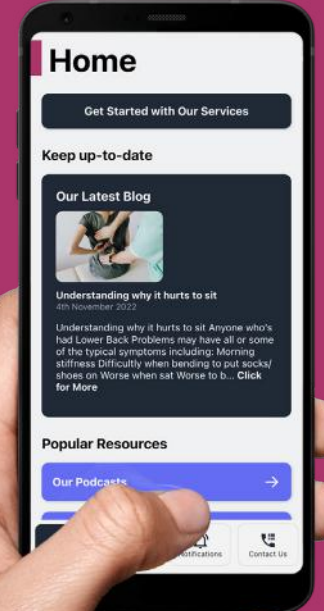 Home
Get Started with Our Services
Keep up-to-date
Our Latest Blog
Understanding why it hurts to sit
4th November 2022
Understanding why it hurts to sit Anyone who's
had Lower Back Problems may have all or some
of the typical symptoms including: Morning
stiffness Difficultly when bending to put socks/
shoes on Worse when sat Worse to b... Click
for More
Popular Resources
Our Podcasts
Notifications
Contact Us